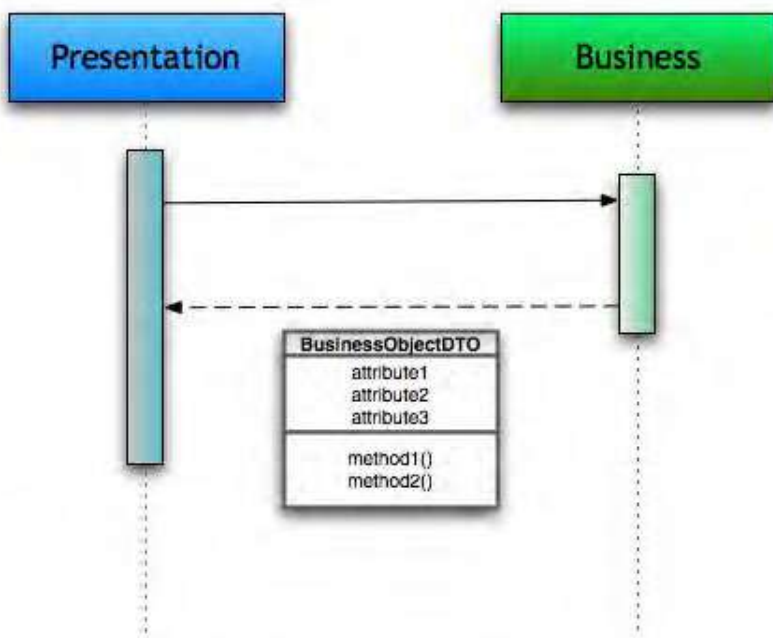 Presentation
Business
BusinessObjectDTO
attribute1
attribute2
attribute3
method1()
method2()